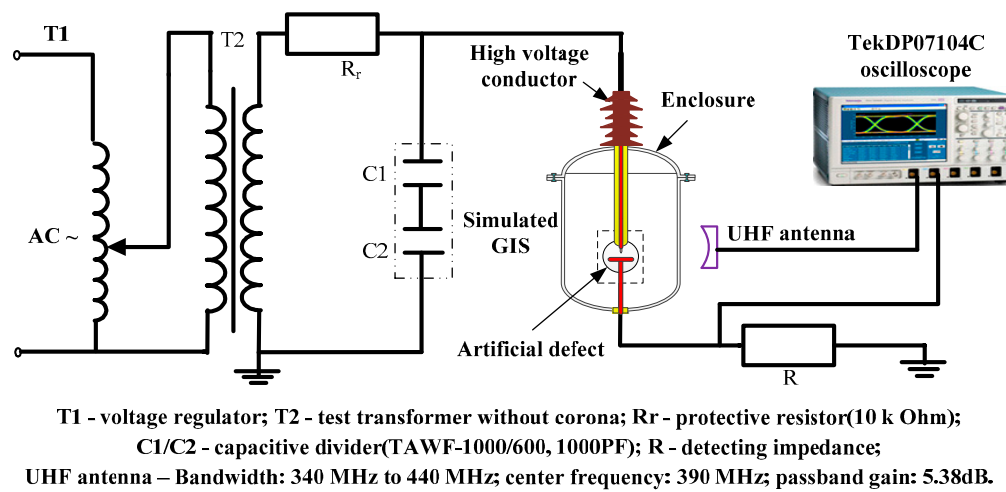 T1
T2
Rr
High voltage
conductor
Enclosure
TekDP07104C
oscilloscope
C1
C2
AC ~
Simulated
GIS
UHF antenna
Artificial defect
R
T1 - voltage regulator; T2 - test transformer without corona; Rr - protective resistor(10 k Ohm);
C1/C2 - capacitive divider(TAWF-1000/600, 1000PF); R - detecting impedance;
UHF antenna – Bandwidth: 340 MHz to 440 MHz; center frequency: 390 MHz; passband gain: 5.38dB.